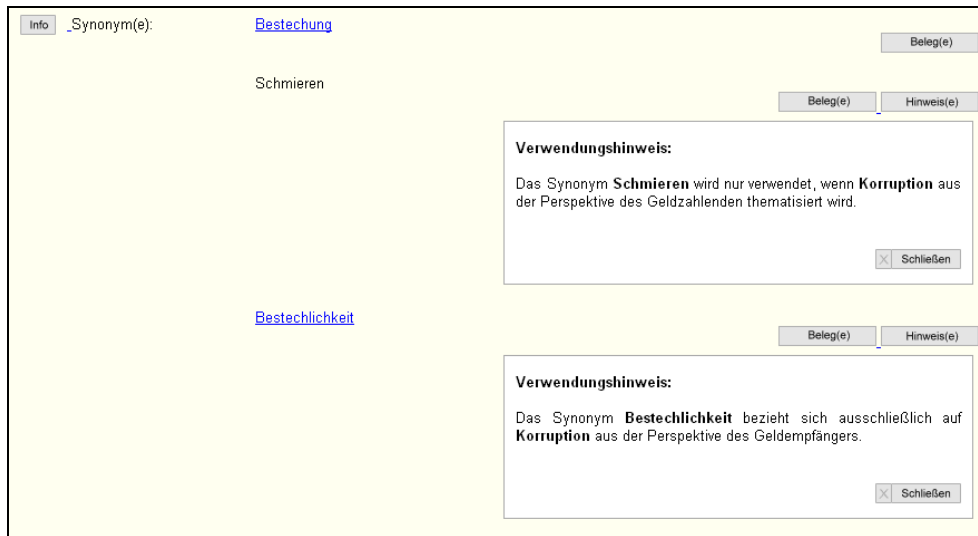 Info Synonym(e): Bestechung
Beleg(e)
Schmieren
Beleg(e) Hinweis(e)
Verwendungshinweis:
Das Synonym Schmieren wird nur verwendet, wenn Korruption aus
der Perspektive des Geldzahlenden thematisiert wird.
X Schließen
Bestechlichkeit
Beleg(e) Hinweis(e)
Verwendungshinweis:
Das Synonym Bestechlichkeit bezieht sich ausschließlich auf
Korruption aus der Perspektive des Geldempfängers.
X Schließen